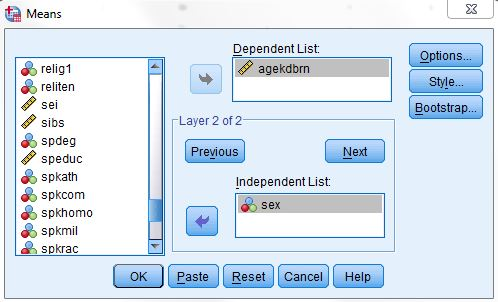 Means
relig1
reliten
sei
sibs
spdeg
speduc
spkath
spkcom
spkhomo
spkmil
spkrac
Dependent List:
agekdbrn
Layer 2 of 2
Previous
Next
Independent List:
sex
Options...
Style...
Bootstrap...
OK
Paste
Reset
Cancel
Help